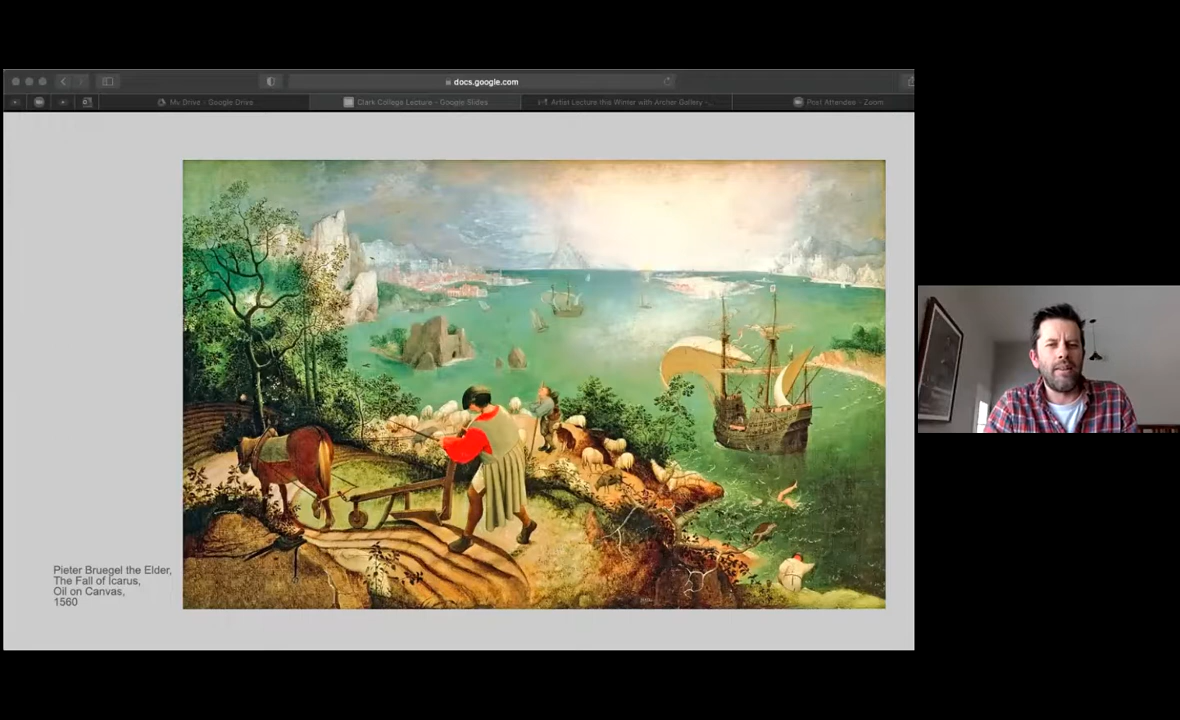 docs.google.com
My Drive - Google Drive
Clark College Lecture - Google Slides
Artist Lecture this Winter with Archer Gallery -...
Post Attendee - Zoom
Pieter Bruegel the Elder,
The Fall of Icarus,
Oil on Canvas,
1560